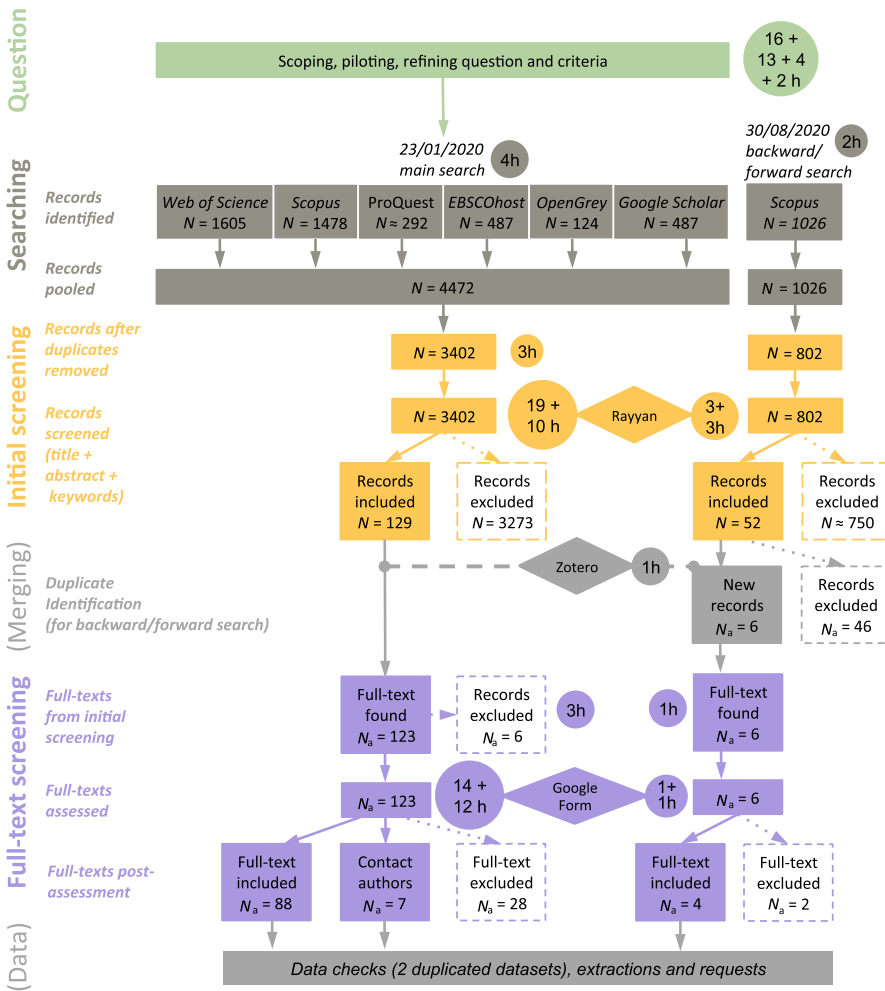 Question
Scoping, piloting, refining question and criteria
16 +
13 + 4
+ 2 h
Searching
23/01/2020
main search
4h
30/08/2020
backward/
forward search
2h
Records
identified
Web of Science
N = 1605
Scopus
N = 1478
ProQuest
N ≈ 292
EBSCOhost
N = 487
OpenGrey
N = 124
Google Scholar
N = 487
Scopus
N = 1026
Records
pooled
N = 4472
N = 1026
Initial screening
Records after
duplicates
removed
N = 3402
3h
N = 802
Records
screened
(title +
abstract +
keywords)
N = 3402
19 +
10 h
Rayyan
3+
3h
N = 802
Records
included
N = 129
Records
excluded
N = 3273
Records
included
N = 52
Records
excluded
N ≈ 750
(Merging)
Duplicate
Identification
(for backward/forward search)
Zotero
1h
New
records
Na = 6
Records
excluded
Na = 46
Full-text screening
Full-texts
from initial
screening
Full-text
found
Na = 123
Records
excluded
Na = 6
3h
1h
Full-text
found
Na = 6
Full-texts
assessed
Na = 123
14 +
12 h
Google
Form
1+
1h
Na = 6
Full-texts post-
assessment
Full-text
included
Na = 88
Contact
authors
Na = 7
Full-text
excluded
Na = 28
Full-text
included
Na = 4
Full-text
excluded
Na = 2
(Data)
Data checks (2 duplicated datasets), extractions and requests